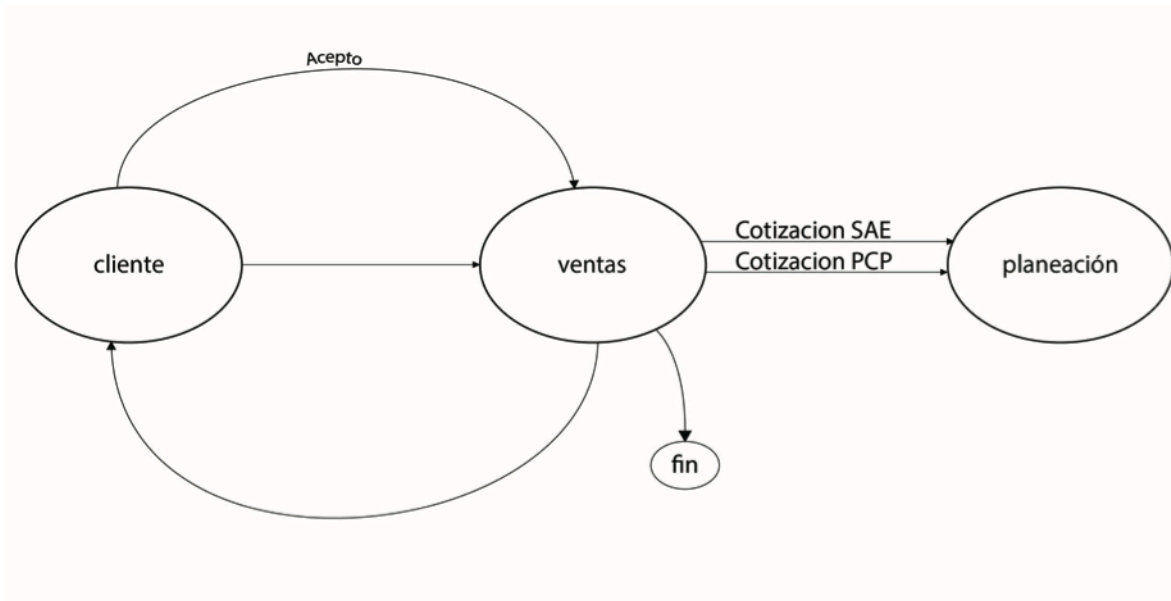 Acepto
cliente
ventas
Cotizacion SAE
Cotizacion PCP
planeación
fin